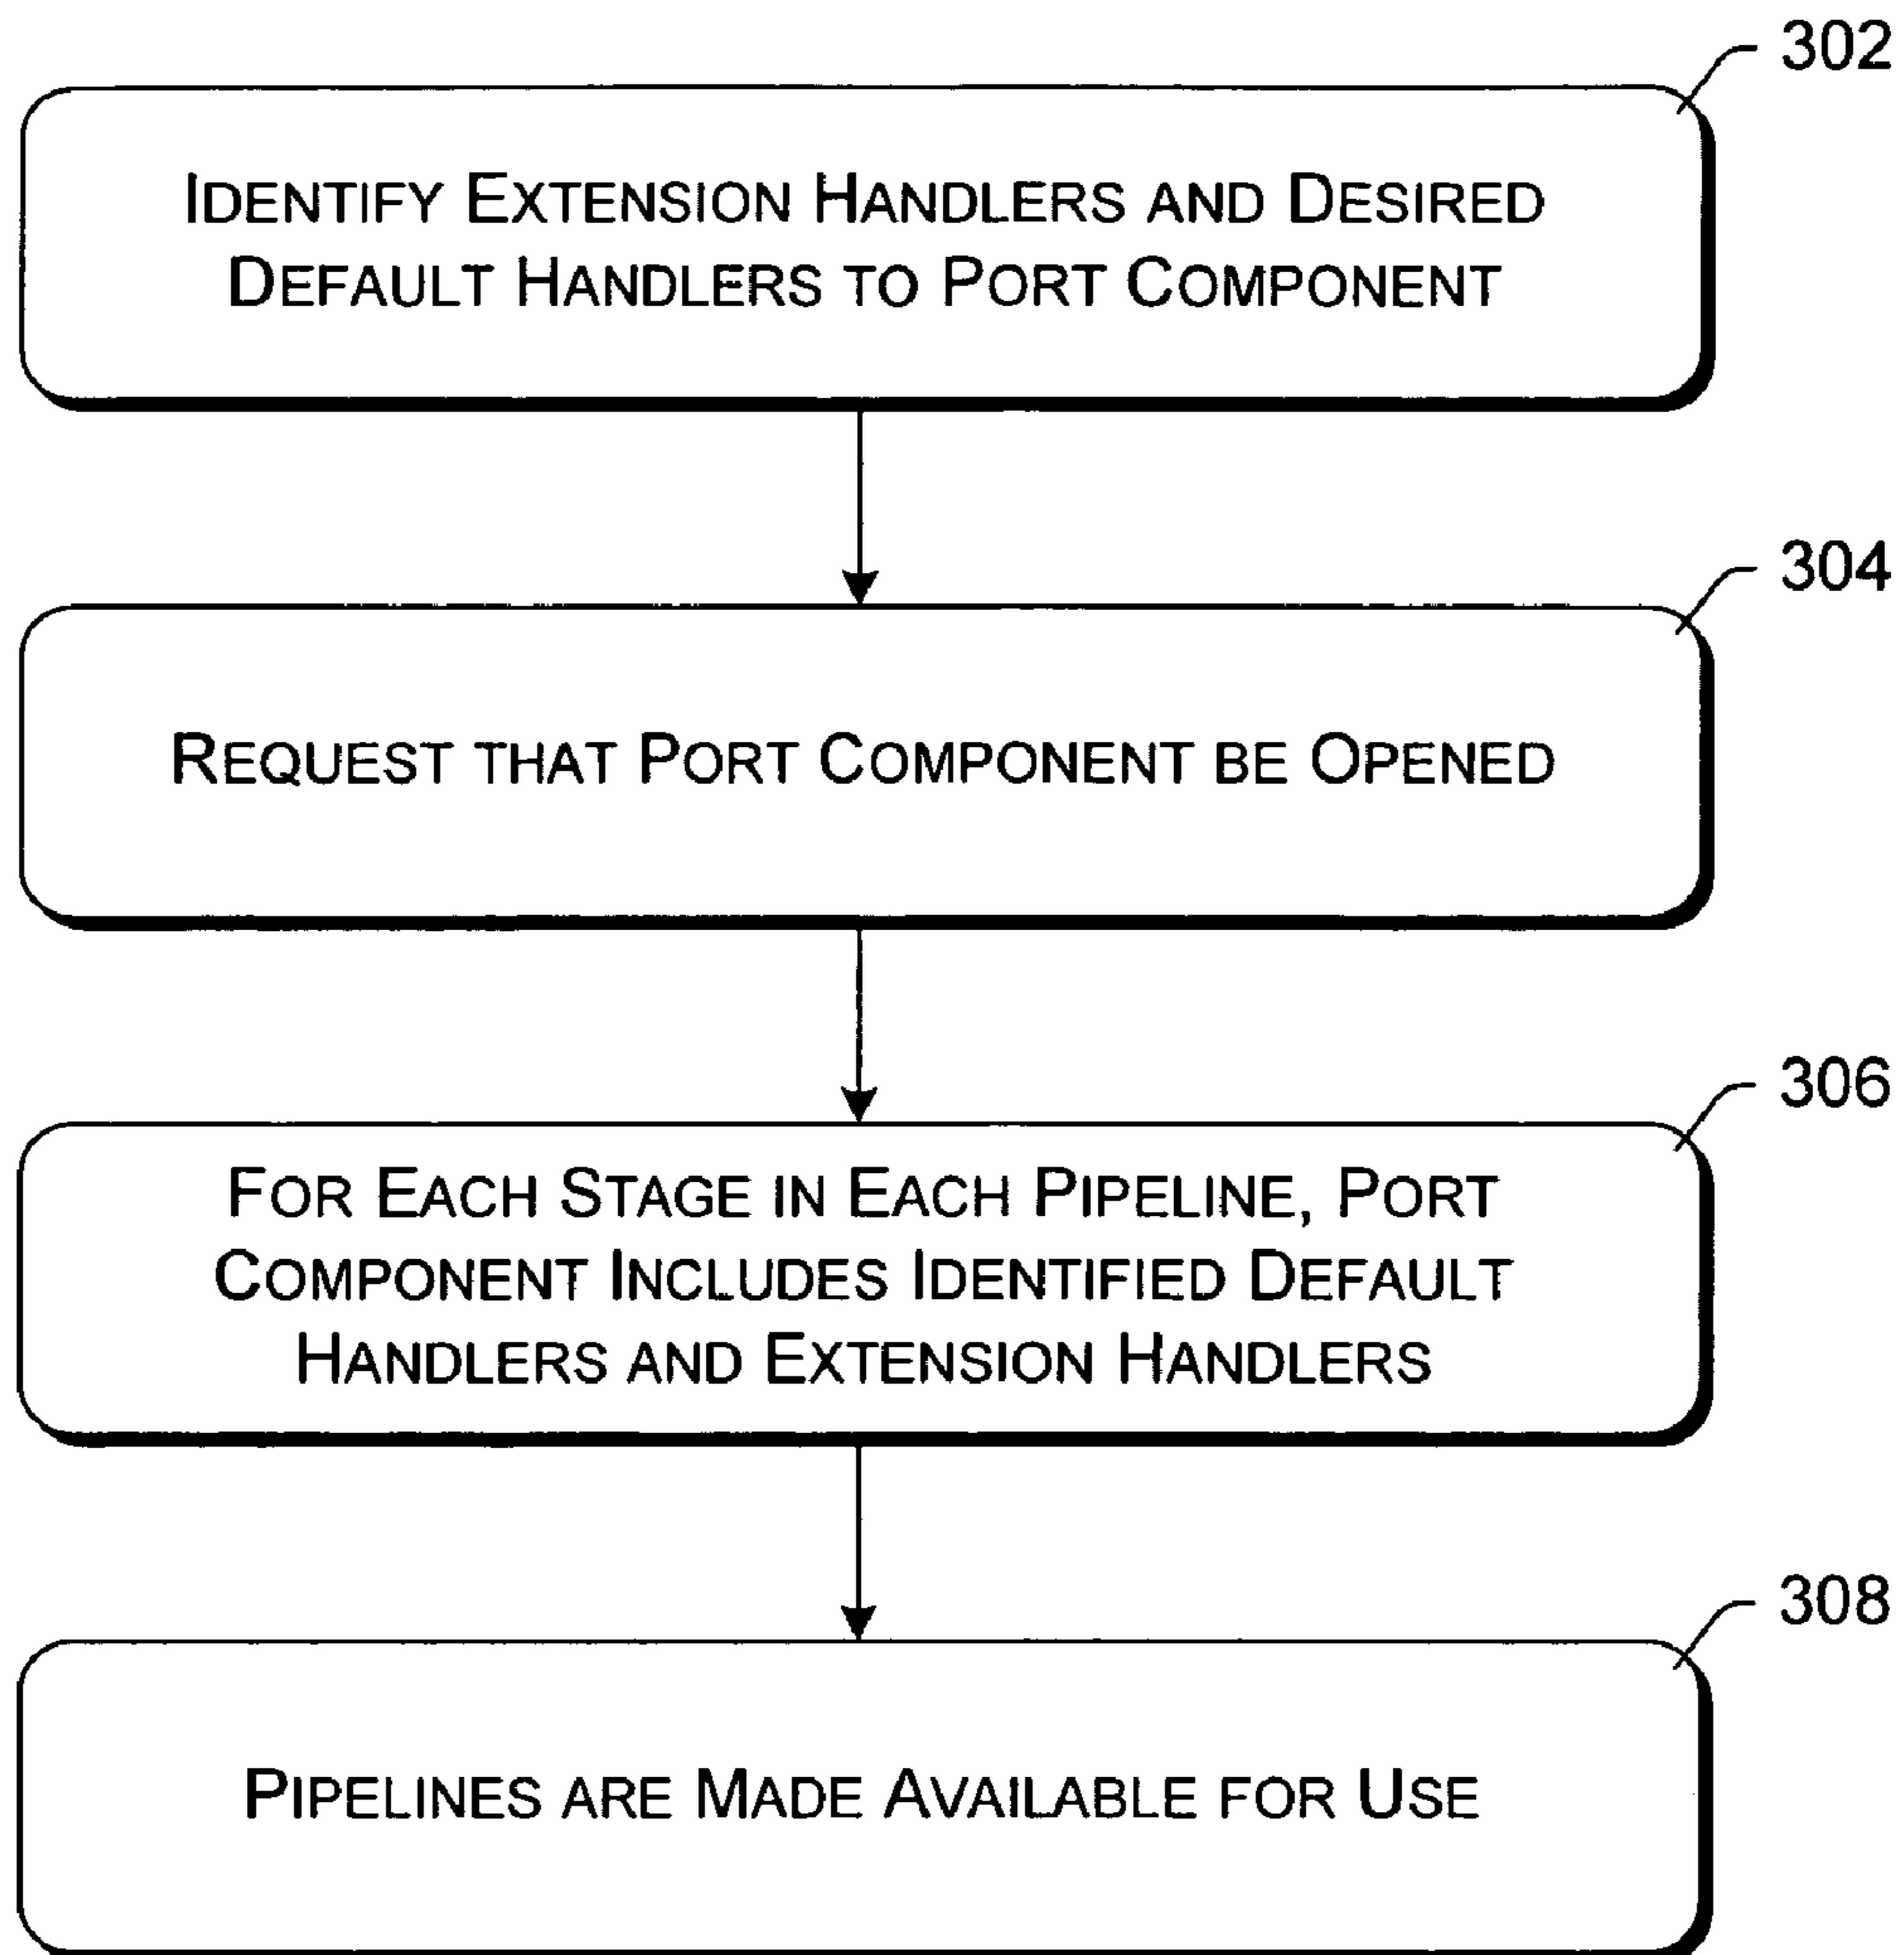 302
IDENTIFY EXTENSION HANDLERS AND DESIRED
DEFAULT HANDLERS TO PORT COMPONENT
304
REQUEST THAT PORT COMPONENT BE OPENED
306
FOR EACH STAGE IN EACH PIPELINE, PORT
COMPONENT INCLUDES IDENTIFIED DEFAULT
HANDLERS AND EXTENSION HANDLERS
308
PIPELINES ARE MADE AVAILABLE FOR USE